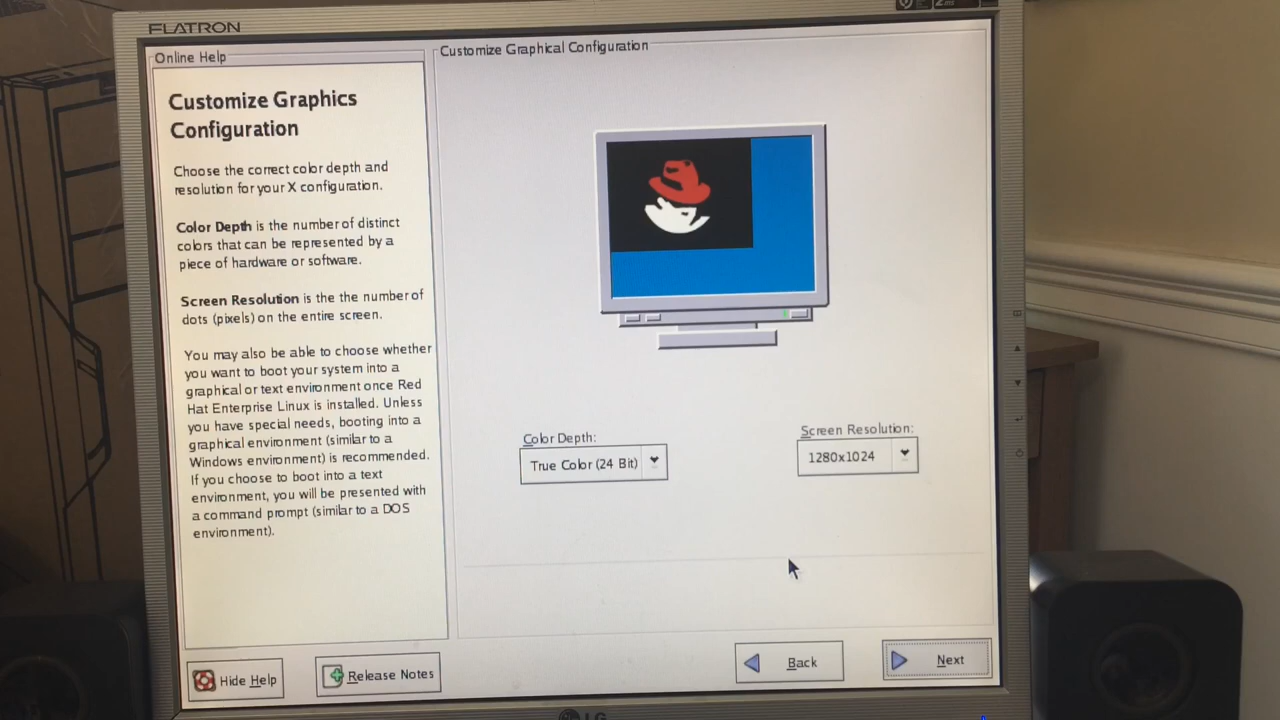 FLATRON
Online Help
Customize Graphics
Configuration
Choose the correct color depth and
resolution for your X configuration.
Color Depth is the number of distinct
colors that can be represented by a
piece of hardware or software.
Screen Resolution is the the number of
dots (pixels) on the entire screen.
You may also be able to choose whether
you want to boot your system into a
graphical or text environment once Red
Hat Enterprise Linux is installed. Unless
you have special needs, booting into a
graphical environment (similar to a
Windows environment) is recommended.
If you choose to boot into a text
environment, you will be presented with
a command prompt (similar to a DOS
environment).
Customize Graphical Configuration
Color Depth:
True Color (24 Bit)
Screen Resolution:
1280x1024
Hide Help
Release Notes
Back
Next
LG